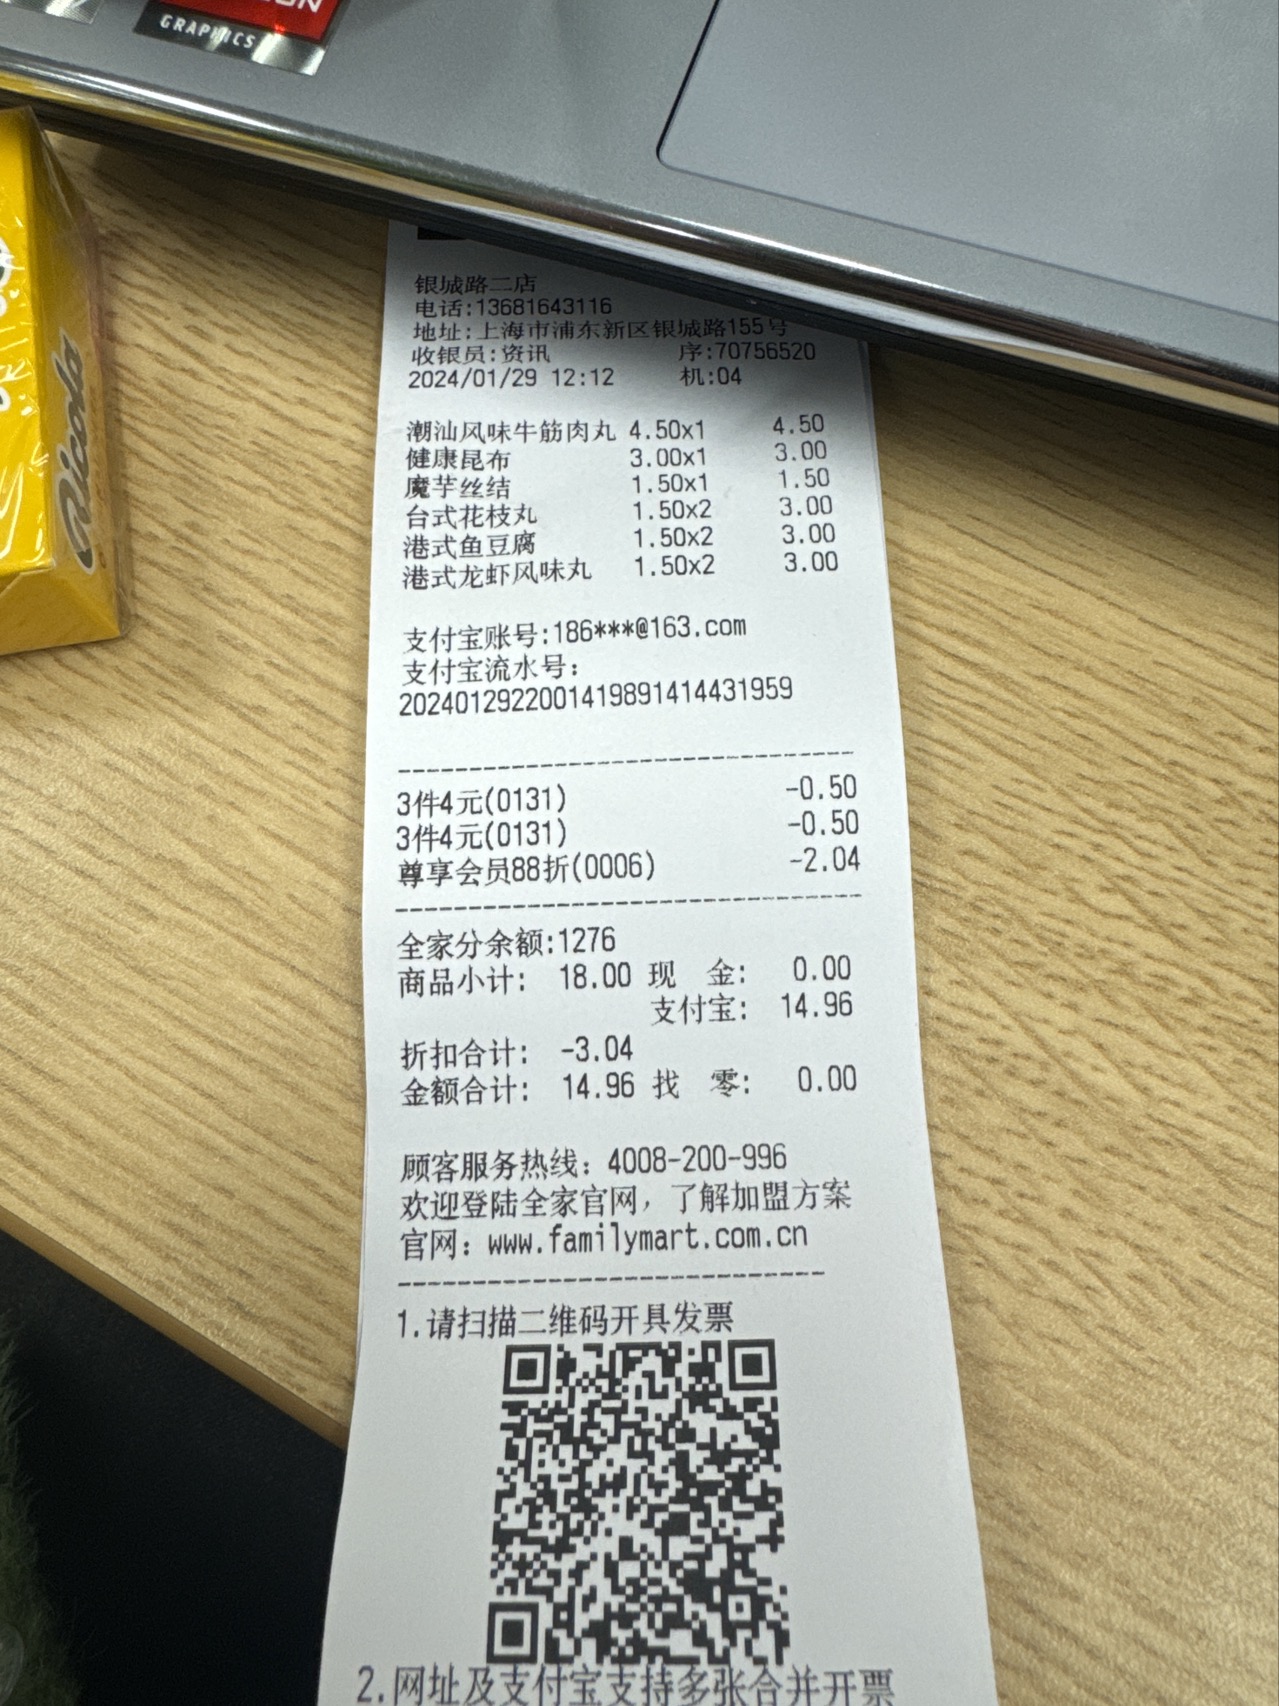 GRAPHICS
Ricola
银城路二店
电话:13681643116
地址:上海市浦东新区银城路155号
收银员:资讯 序:70756520
2024/01/29 12:12 机:04
潮汕风味牛筋肉丸 4.50x1 4.50
健康昆布 3.00x1 3.00
魔芋丝结 1.50x1 1.50
台式花枝丸 1.50x2 3.00
港式鱼豆腐 1.50x2 3.00
港式龙虾风味丸 1.50x2 3.00
支付宝账号:186***@163.com
支付宝流水号:
2024012922001419891414431959
3件4元(0131) -0.50
3件4元(0131) -0.50
尊享会员88折(0006) -2.04
全家分余额:1276
商品小计: 18.00 现 金: 0.00
支付宝: 14.96
折扣合计: -3.04
金额合计: 14.96 找 零: 0.00
顾客服务热线: 4008-200-996
欢迎登陆全家官网, 了解加盟方案
官网: www.familymart.com.cn
1.请扫描二维码开具发票
2.网址及支付宝支持多张合并开票